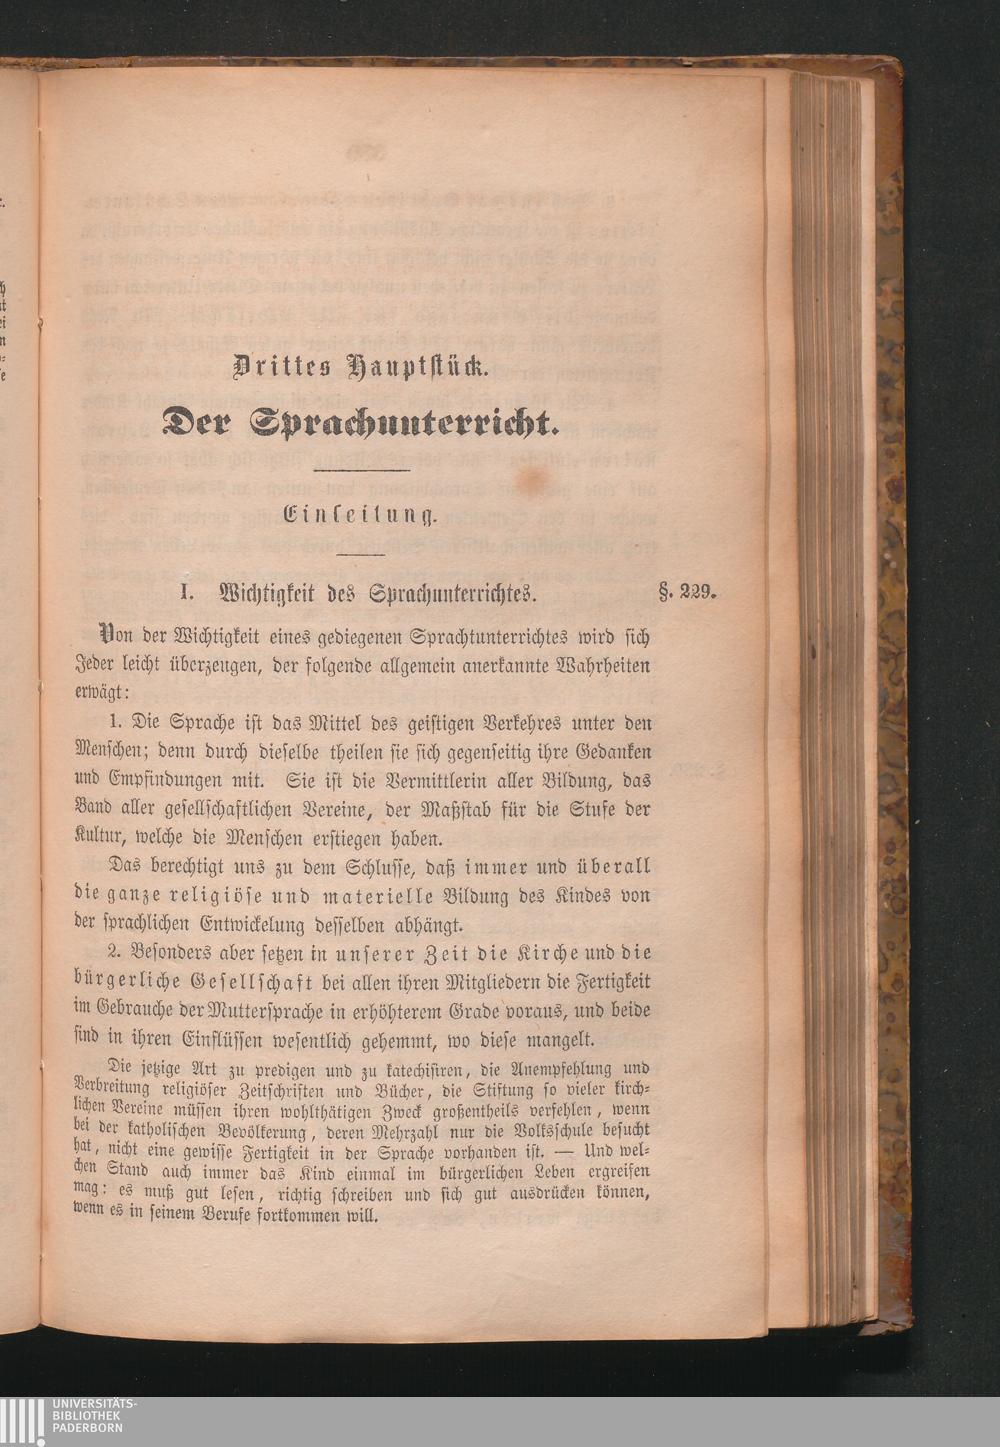 Drittes Hauptstück.
Der Sprachunterricht.
Einleitung.
I. Wichtigkeit des Sprachunterrichtes. §. 229.
Von der Wichtigkeit eines gediegenen Sprachtunterrichtes wird sich
Jeder leicht überzeugen, der folgende allgemein anerkannte Wahrheiten
erwägt:
1. Die Sprache ist das Mittel des geistigen Verkehres unter den
Menschen; denn durch dieselbe theilen sie sich gegenseitig ihre Gedanken
und Empfindungen mit. Sie ist die Vermittlerin aller Bildung, das
Band aller gesellschaftlichen Vereine, der Maßstab für die Stufe der
Kultur, welche die Menschen erstiegen haben.
Das berechtigt uns zu dem Schlusse, daß immer und überall
die ganze religiöse und materielle Bildung des Kindes von
der sprachlichen Entwickelung desselben abhängt.
2. Besonders aber setzen in unserer Zeit die Kirche und die
bürgerliche Gesellschaft bei allen ihren Mitgliedern die Fertigkeit
im Gebrauche der Muttersprache in erhöhterem Grade voraus, und beide
sind in ihren Einflüssen wesentlich gehemmt, wo diese mangelt.
Die jetzige Art zu predigen und zu katechisiren, die Anempfehlung und
Verbreitung religiöser Zeitschriften und Bücher, die Stiftung so vieler kirch-
lichen Vereine müssen ihren wohlthätigen Zweck großentheils verfehlen, wenn
bei der katholischen Bevölkerung, deren Mehrzahl nur die Volksschule besucht
hat, nicht eine gewisse Fertigkeit in der Sprache vorhanden ist. — Und wel-
chen Stand auch immer das Kind einmal im bürgerlichen Leben ergreifen
mag: es muß gut lesen, richtig schreiben und sich gut ausdrücken können,
wenn es in seinem Berufe fortkommen will.
UNIVERSITÄTS-
BIBLIOTHEK
PADERBORN